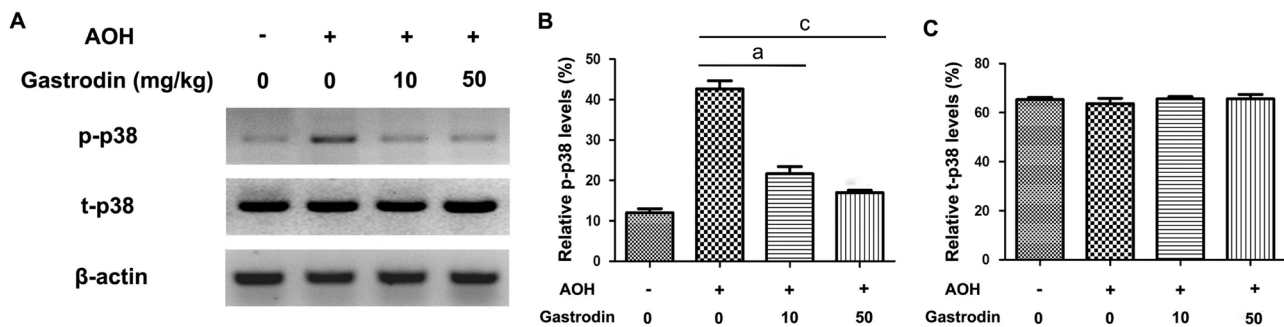 A
AOH - + + +
Gastrodin (mg/kg) 0 0 10 50
p-p38
t-p38
β-actin
B
Relative p-p38 levels (%)
50
40
30
20
10
0
c
a
AOH - + + +
Gastrodin 0 0 10 50
C
Relative t-p38 levels (%)
80
60
40
20
0
AOH - + + +
Gastrodin 0 0 10 50